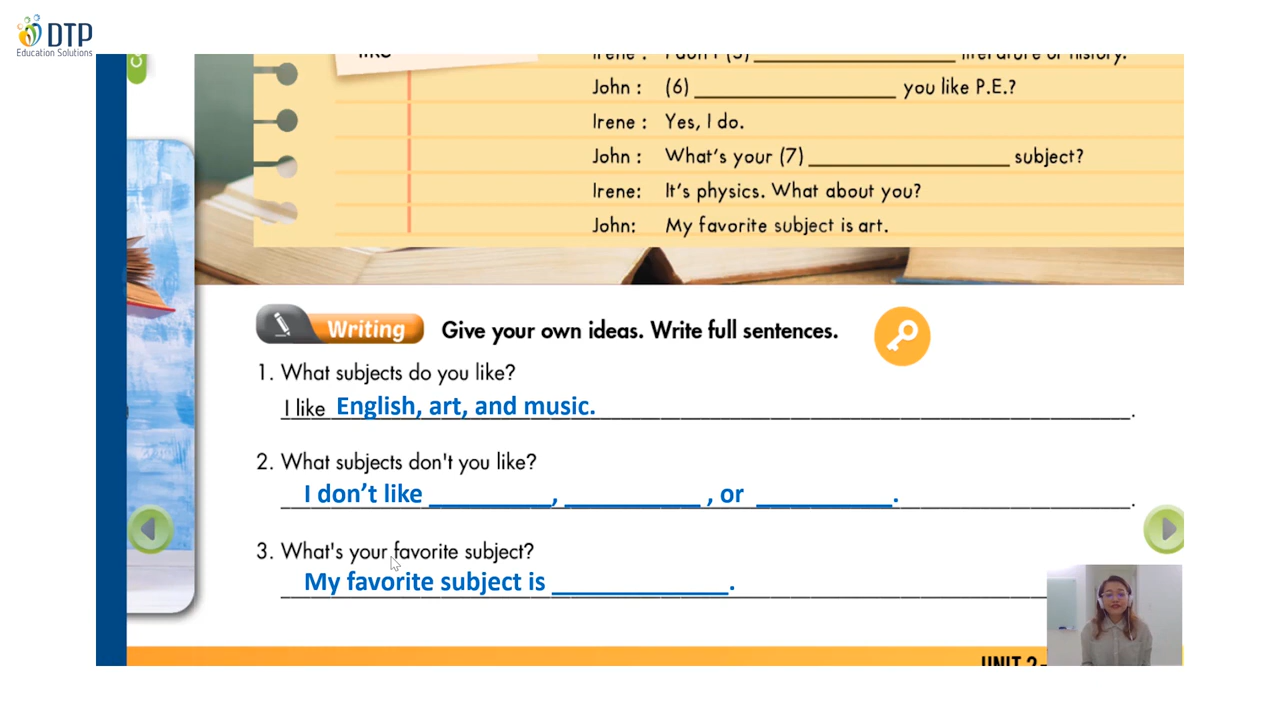 DTP
Education Solutions
John : (6) ____________ you like P.E.?
Irene : Yes, I do.
John : What's your (7) ____________ subject?
Irene: It's physics. What about you?
John: My favorite subject is art.
Writing Give your own ideas. Write full sentences.
1. What subjects do you like?
I like English, art, and music.
2. What subjects don't you like?
I don't like _________, __________ , or __________.
3. What's your favorite subject?
My favorite subject is _____________.